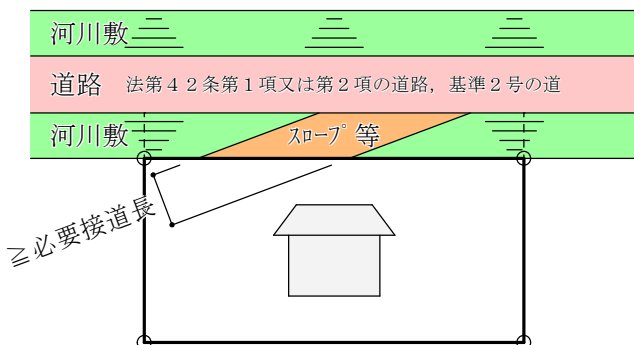 河川敷
道路 法第４２条第１項又は第２項の道路，基準２号の道
河川敷
ｽﾛｰﾌﾟ等
≧必要接道長